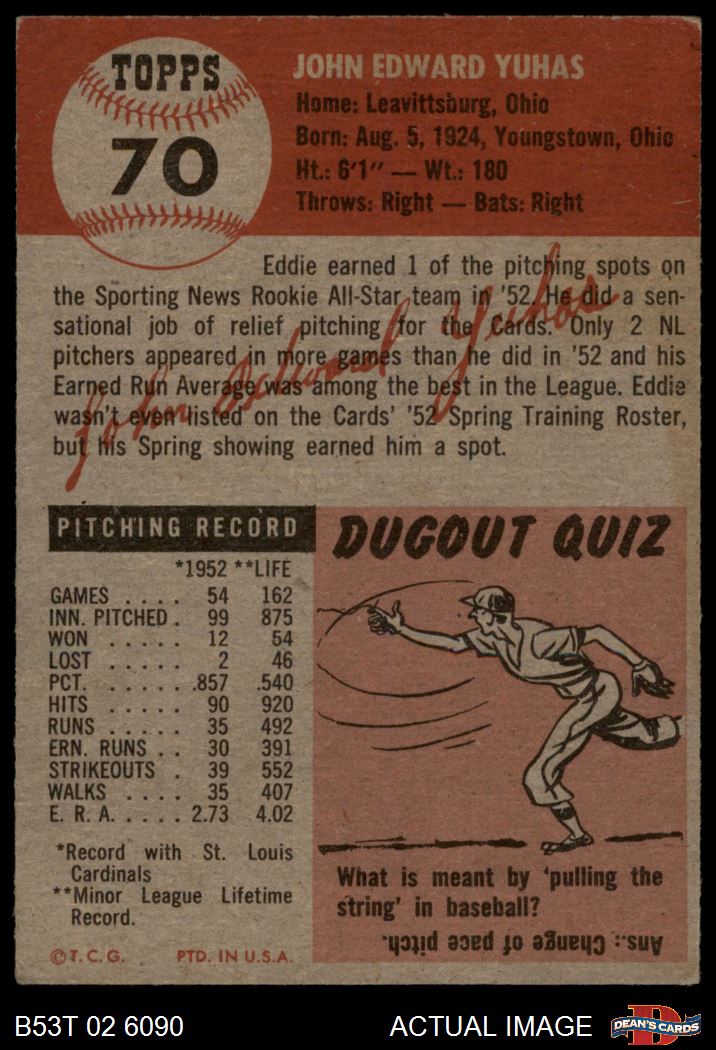 TOPPS
70
JOHN EDWARD YUHAS
Home: Leavittsburg, Ohio
Born: Aug. 5, 1924, Youngstown, Ohio
Ht.: 6'1" — Wt.: 180
Throws: Right — Bats: Right
Eddie earned 1 of the pitching spots on
the Sporting News Rookie All-Star team in '52. He did a sen-
sational job of relief pitching for the Cards. Only 2 NL
pitchers appeared in more games than he did in '52 and his
Earned Run Average was among the best in the League. Eddie
wasn't even listed on the Cards' '52 Spring Training Roster,
but his Spring showing earned him a spot.
John Edward Yuhas
PITCHING RECORD
*1952 **LIFE
GAMES . . . . 54 162
INN. PITCHED . 99 875
WON . . . . . 12 54
LOST . . . . . 2 46
PCT. . . . . . .857 .540
HITS . . . . . 90 920
RUNS . . . . . 35 492
ERN. RUNS . . 30 391
STRIKEOUTS . 39 552
WALKS . . . . 35 407
E. R. A. . . . . 2.73 4.02
*Record with St. Louis
Cardinals
**Minor League Lifetime
Record.
© T. C. G. PTD. IN U.S.A.
DUGOUT QUIZ
What is meant by 'pulling the
string' in baseball?
Ans.: Change of pace pitch.
B53T 02 6090 ACTUAL IMAGE
D
DEAN'S CARDS